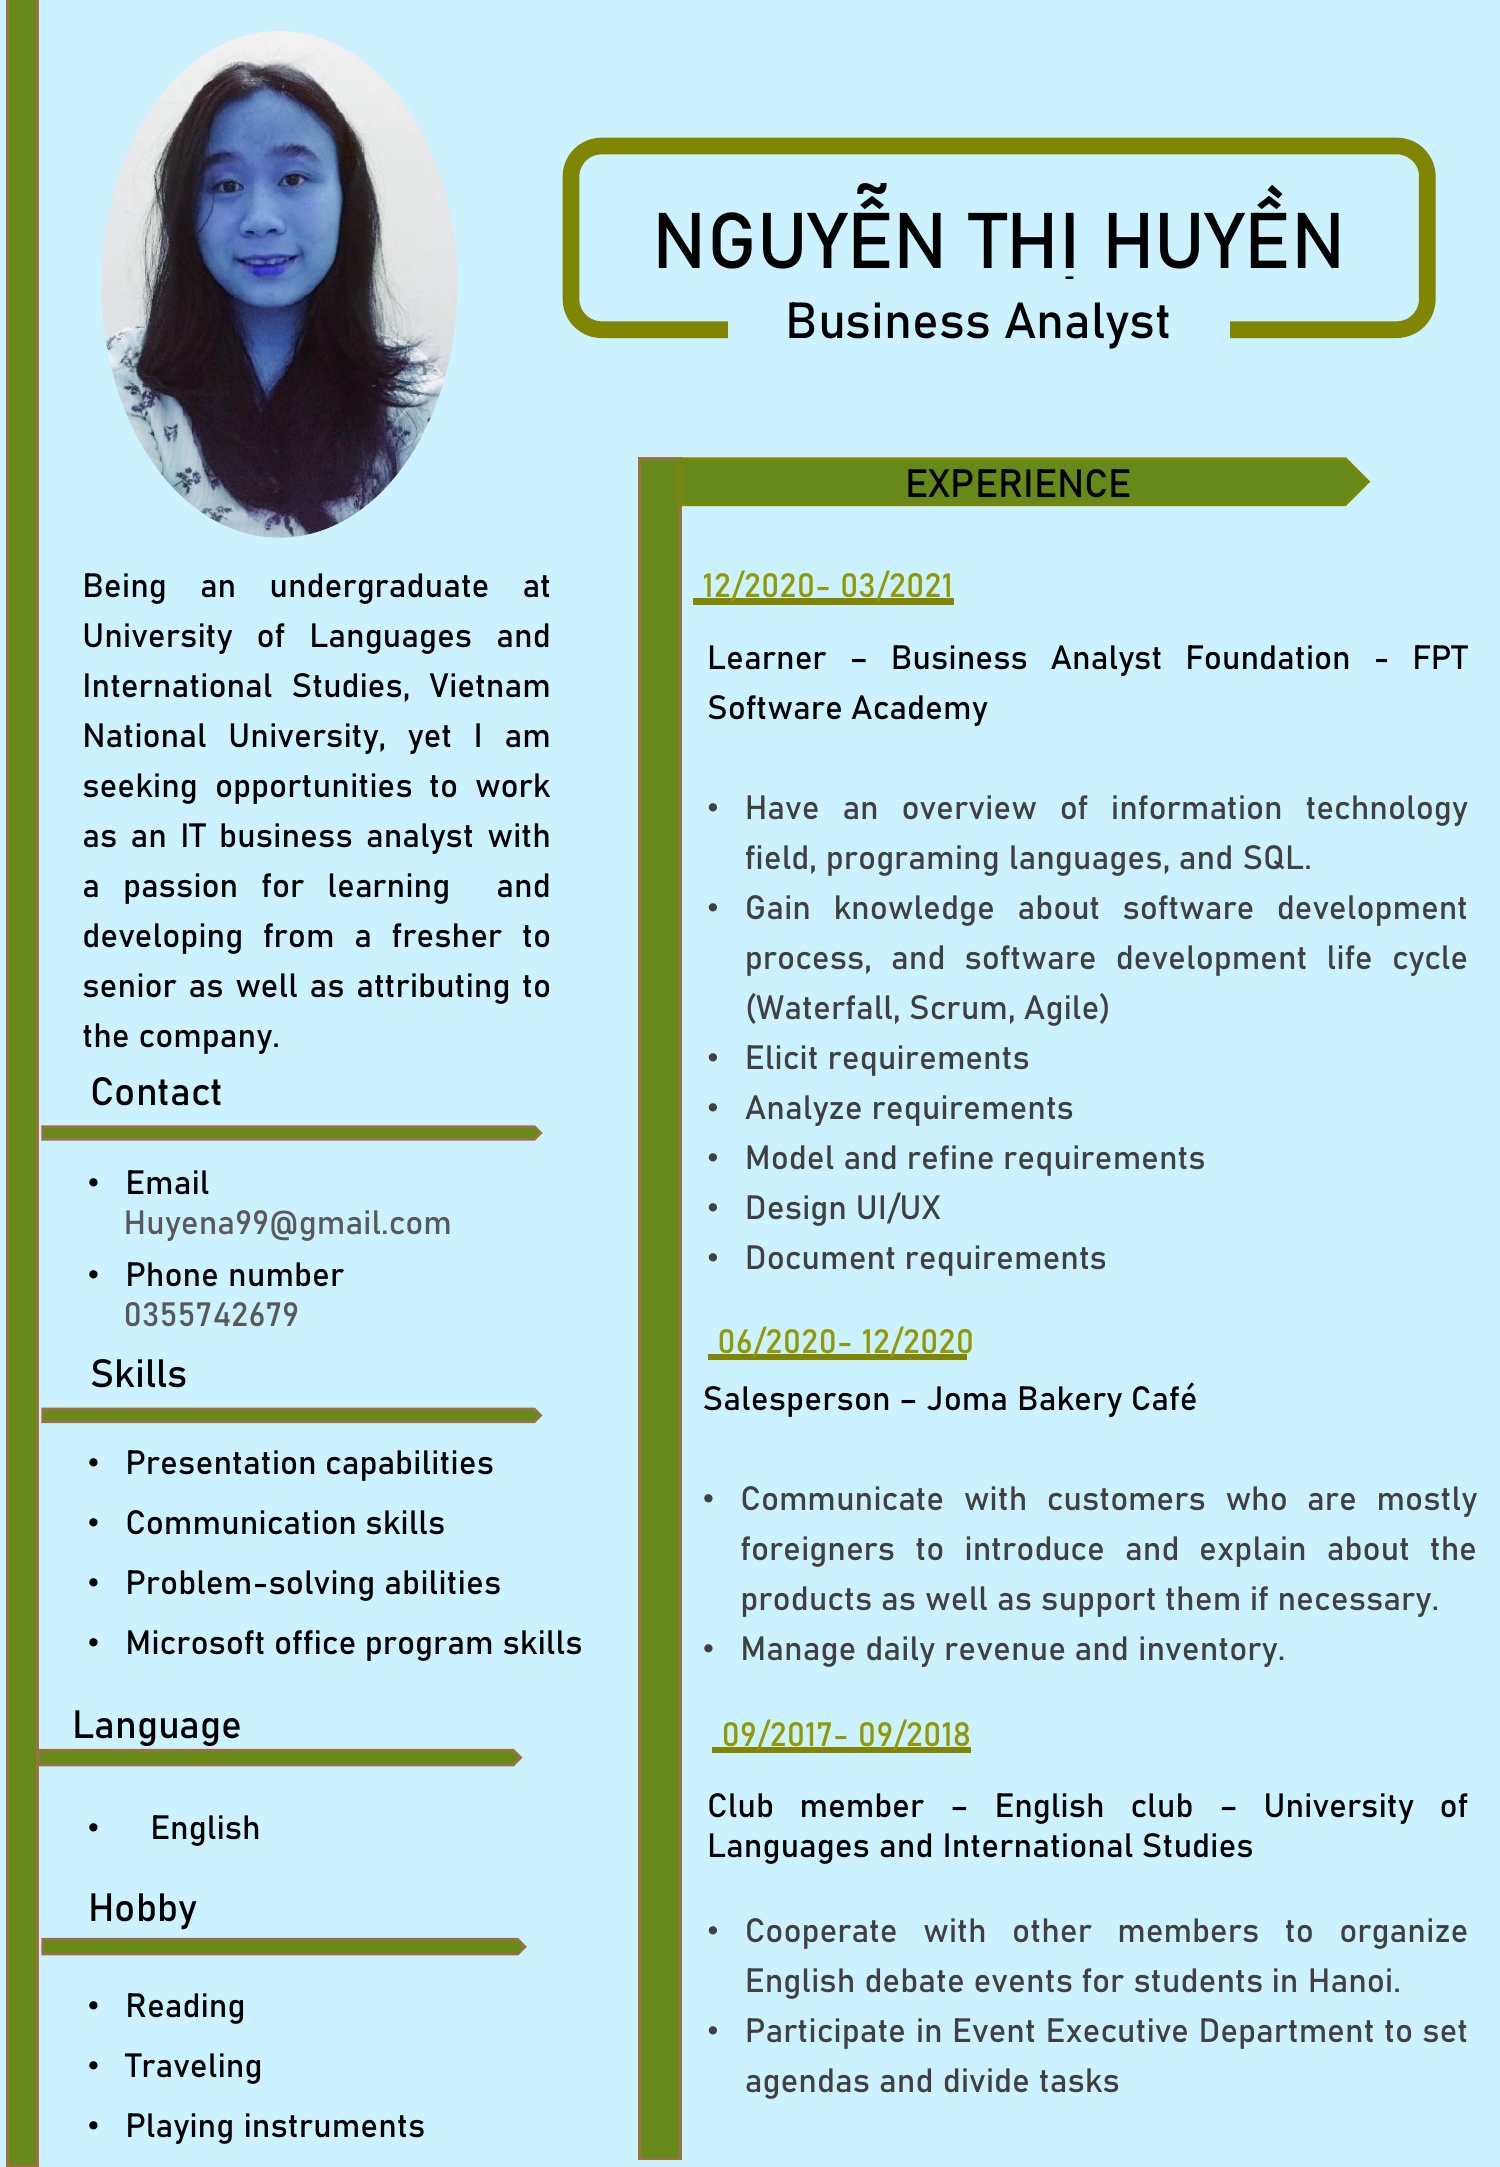 NGUYỄN THỊ HUYỀN
Business Analyst
Being an undergraduate at
University of Languages and
International Studies, Vietnam
National University, yet I am
seeking opportunities to work
as an IT business analyst with
a passion for learning and
developing from a fresher to
senior as well as attributing to
the company.
Contact
• Email
Huyena99@gmail.com
• Phone number
0355742679
Skills
• Presentation capabilities
• Communication skills
• Problem-solving abilities
• Microsoft office program skills
Language
• English
Hobby
• Reading
• Traveling
• Playing instruments
EXPERIENCE
12/2020- 03/2021
Learner – Business Analyst Foundation - FPT
Software Academy
• Have an overview of information technology
field, programing languages, and SQL.
• Gain knowledge about software development
process, and software development life cycle
(Waterfall, Scrum, Agile)
• Elicit requirements
• Analyze requirements
• Model and refine requirements
• Design UI/UX
• Document requirements
06/2020- 12/2020
Salesperson – Joma Bakery Café
• Communicate with customers who are mostly
foreigners to introduce and explain about the
products as well as support them if necessary.
• Manage daily revenue and inventory.
09/2017- 09/2018
Club member – English club – University of
Languages and International Studies
• Cooperate with other members to organize
English debate events for students in Hanoi.
• Participate in Event Executive Department to set
agendas and divide tasks